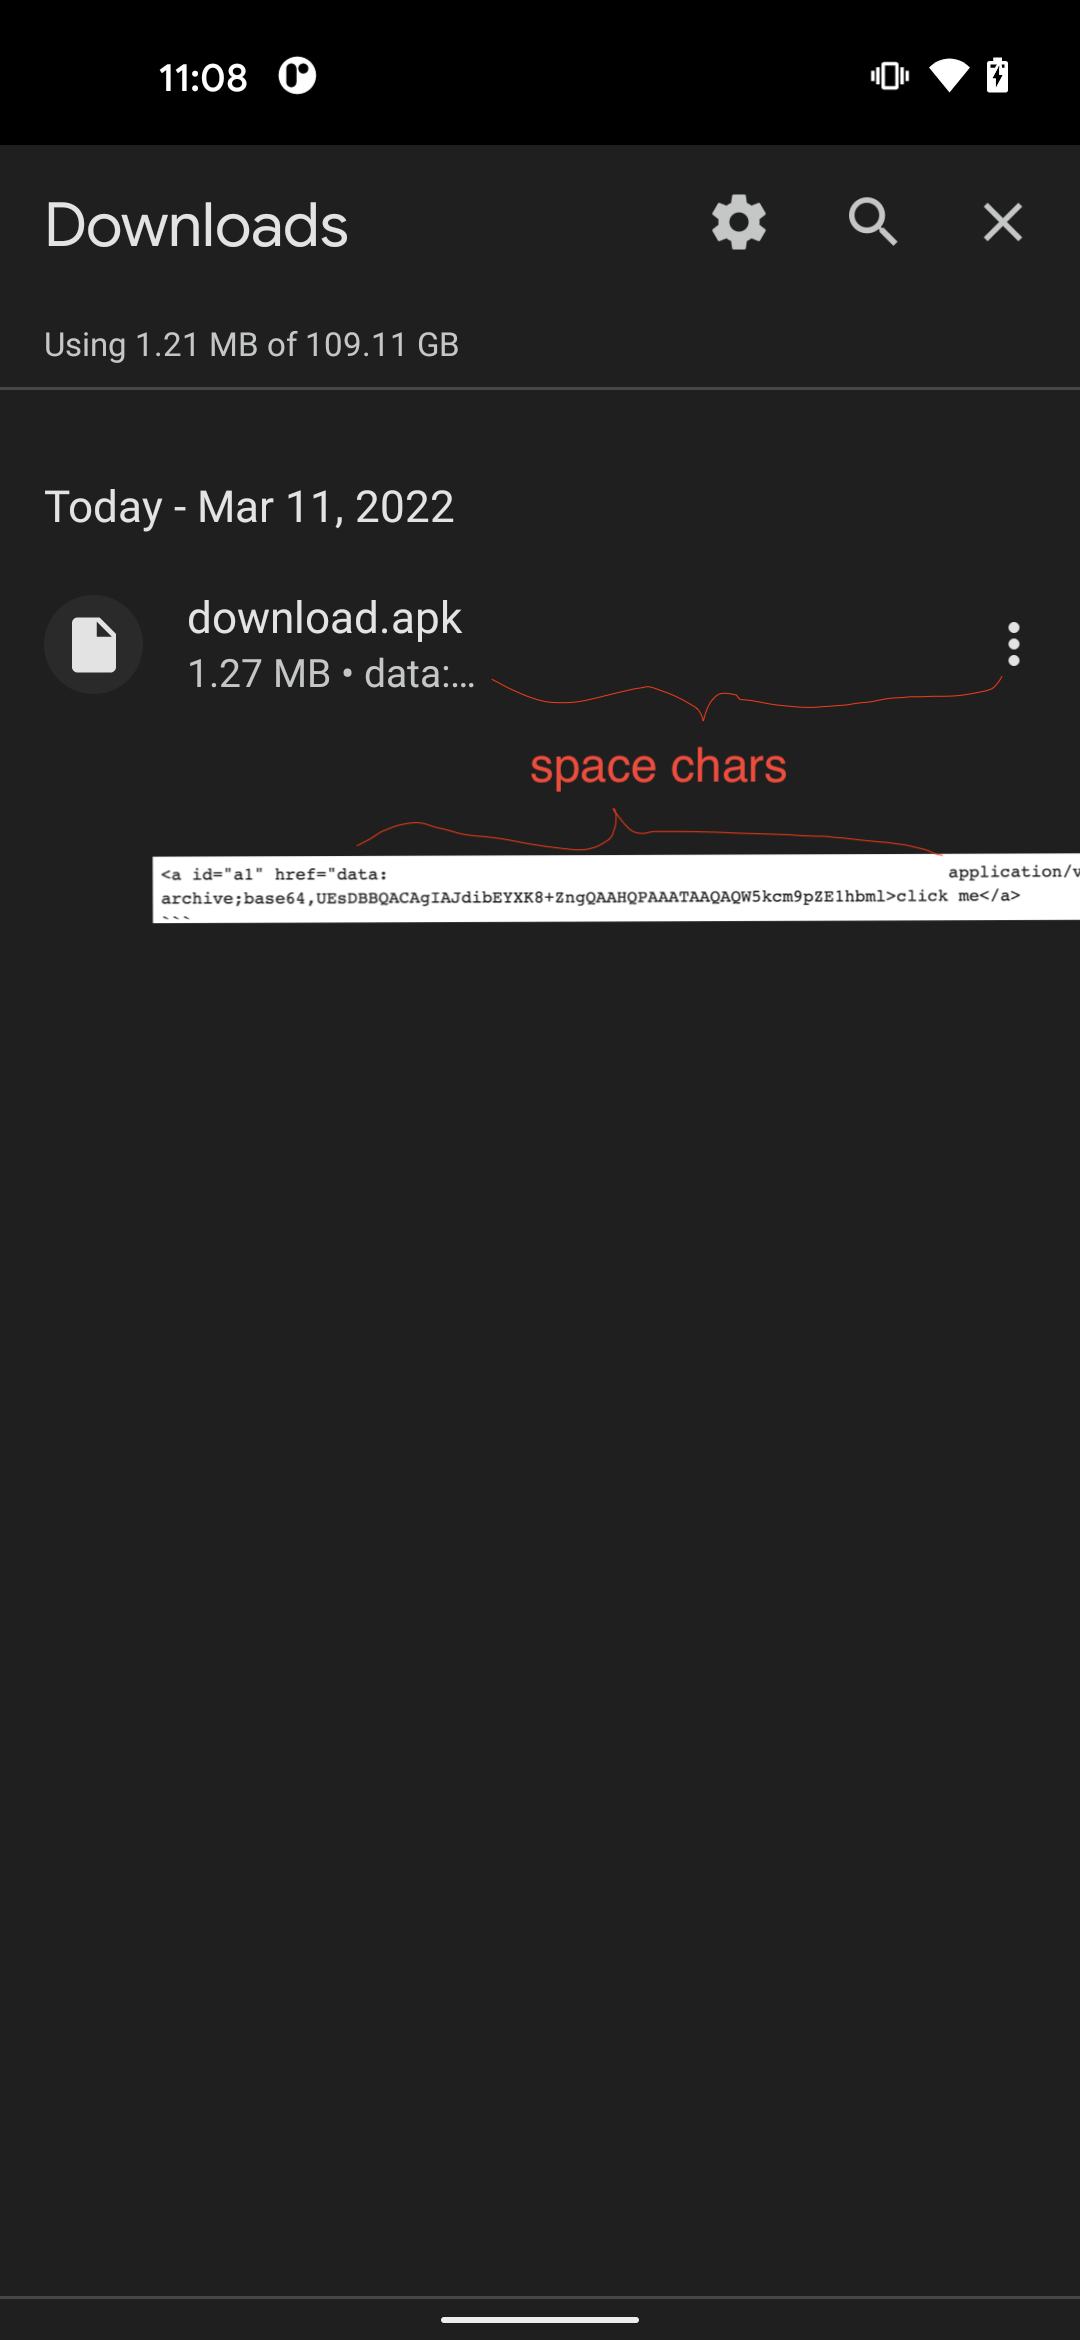 11:08
Downloads
Using 1.21 MB of 109.11 GB
Today - Mar 11, 2022
download.apk
1.27 MB • data:...
space chars
<a id="a1" href="data: application/v
archive;base64,UEsDBBQACAgIAJdibEYXK8+ZngQAAHQPAAATAAQAQW5kcm9pZE1hbml>click me</a>
```